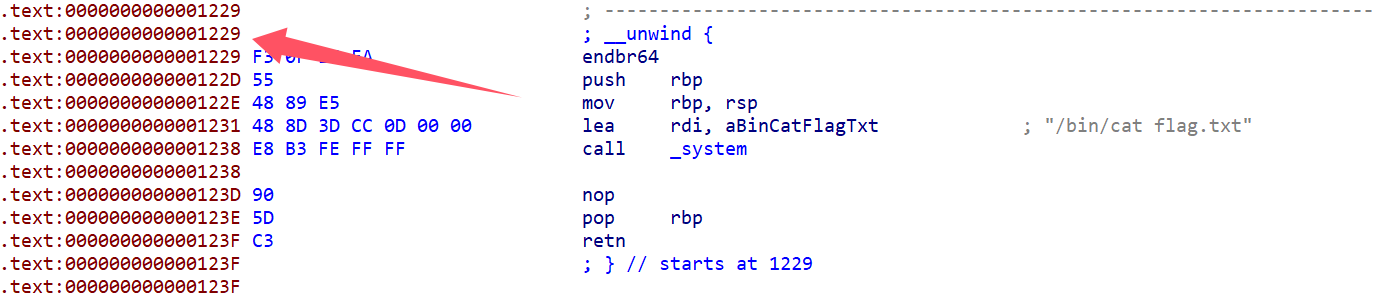 .text:0000000000001229 ; ---------------------------------------------------------------------------
.text:0000000000001229 ; __unwind {
.text:0000000000001229 F3 endbr64
.text:000000000000122D 55 push rbp
.text:000000000000122E 48 89 E5 mov rbp, rsp
.text:0000000000001231 48 8D 3D CC 0D 00 00 lea rdi, aBinCatFlagTxt ; "/bin/cat flag.txt"
.text:0000000000001238 E8 B3 FE FF FF call _system
.text:0000000000001238
.text:000000000000123D 90 nop
.text:000000000000123E 5D pop rbp
.text:000000000000123F C3 retn
.text:000000000000123F ; } // starts at 1229
.text:000000000000123F